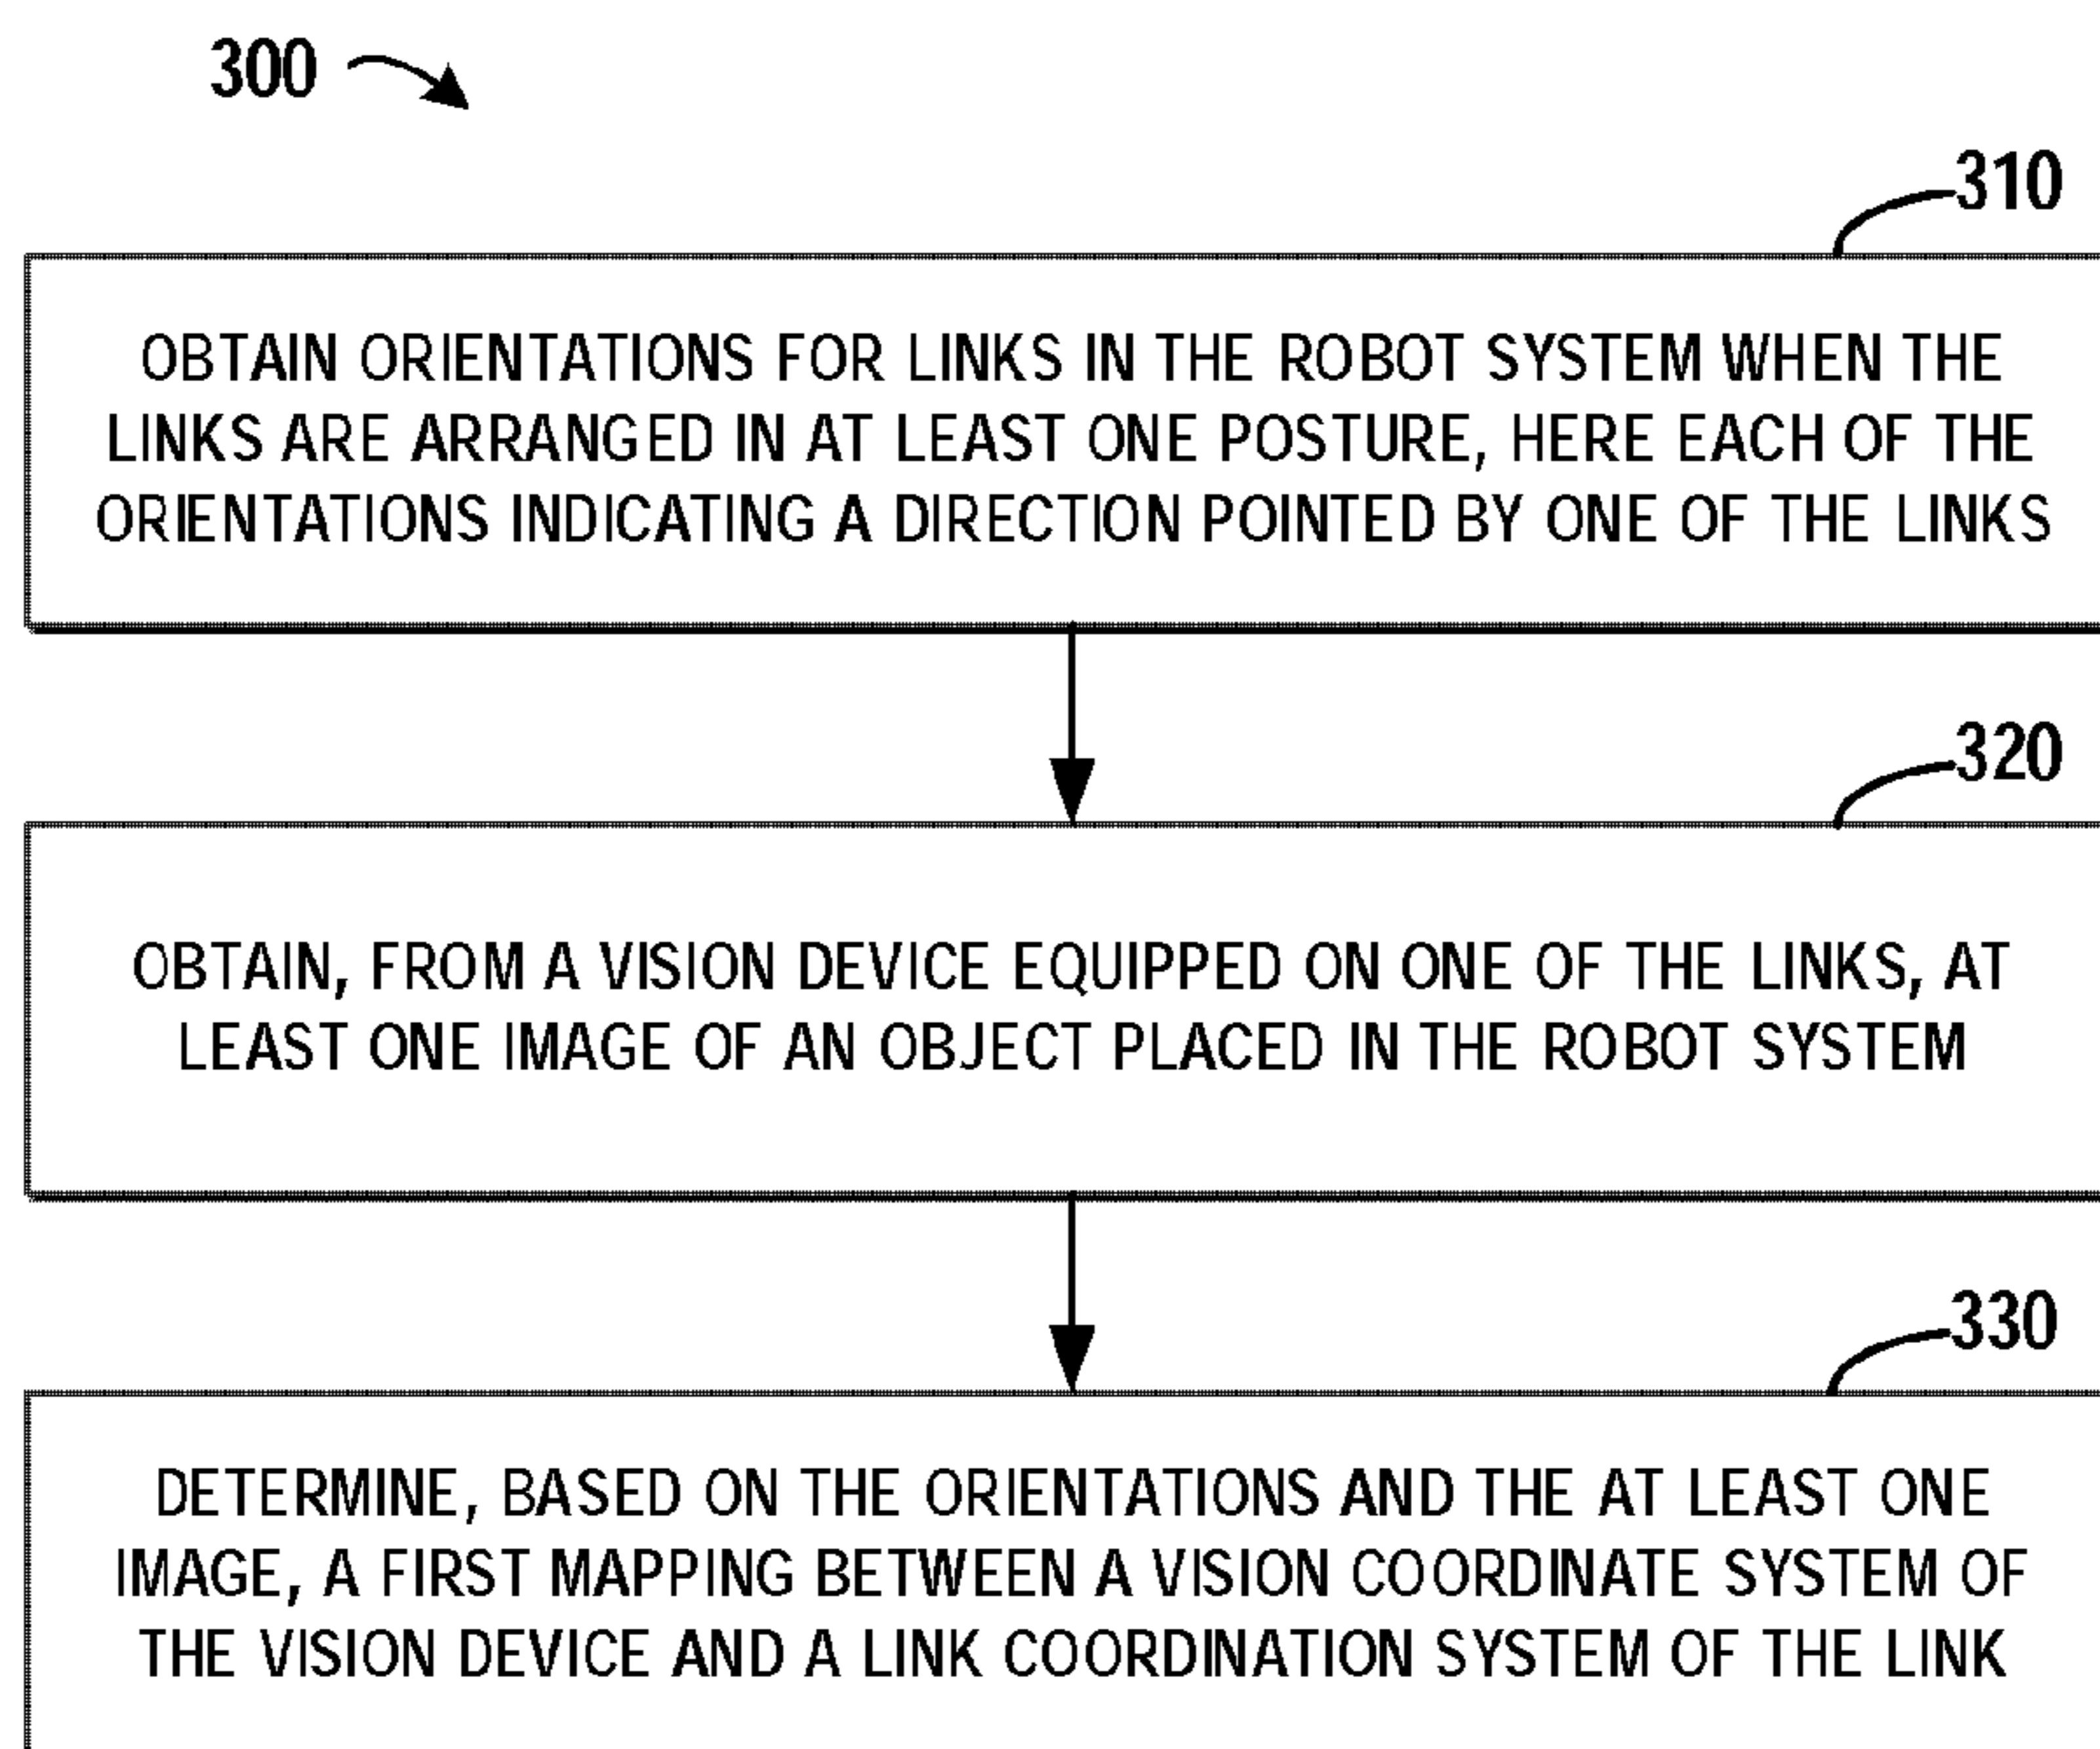 300
310
OBTAIN ORIENTATIONS FOR LINKS IN THE ROBOT SYSTEM WHEN THE
LINKS ARE ARRANGED IN AT LEAST ONE POSTURE, HERE EACH OF THE
ORIENTATIONS INDICATING A DIRECTION POINTED BY ONE OF THE LINKS
320
OBTAIN, FROM A VISION DEVICE EQUIPPED ON ONE OF THE LINKS, AT
LEAST ONE IMAGE OF AN OBJECT PLACED IN THE ROBOT SYSTEM
330
DETERMINE, BASED ON THE ORIENTATIONS AND THE AT LEAST ONE
IMAGE, A FIRST MAPPING BETWEEN A VISION COORDINATE SYSTEM OF
THE VISION DEVICE AND A LINK COORDINATION SYSTEM OF THE LINK